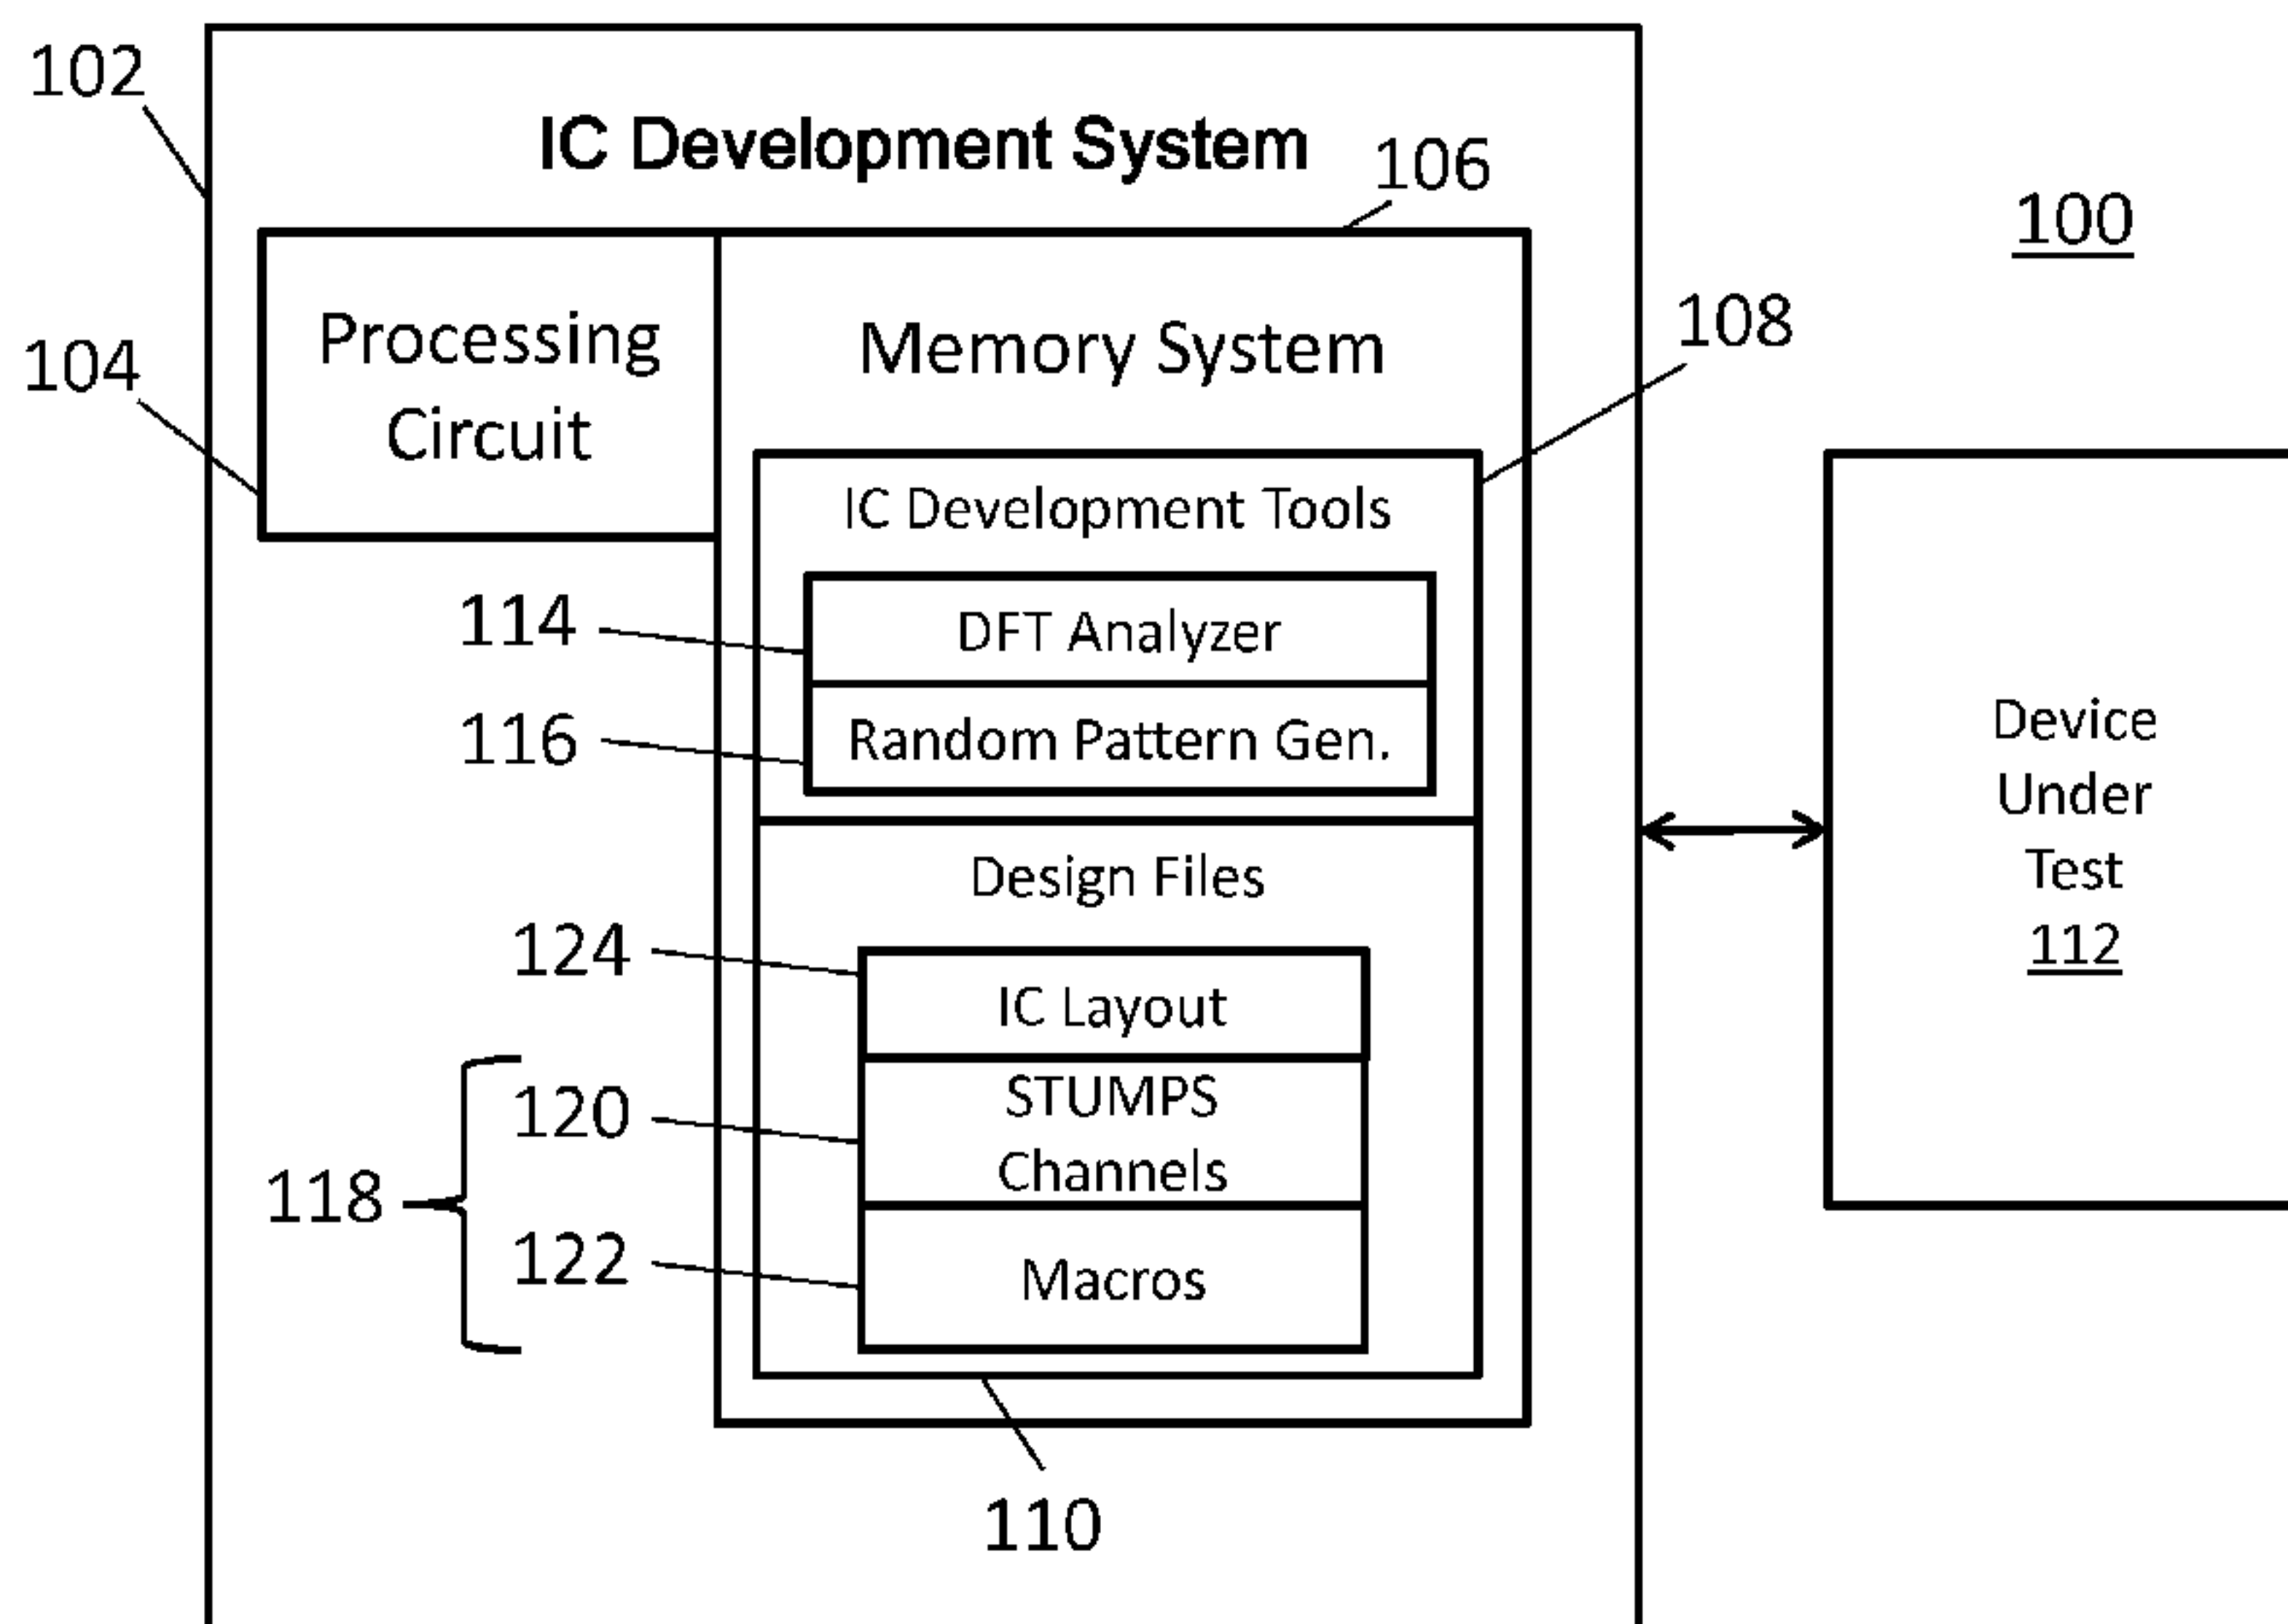 102
IC Development System
106
100
Processing
Circuit
104
Memory System
108
IC Development Tools
114
DFT Analyzer
116
Random Pattern Gen.
Device
Under
Test
112
Design Files
124
IC Layout
120
STUMPS
Channels
118
122
Macros
110